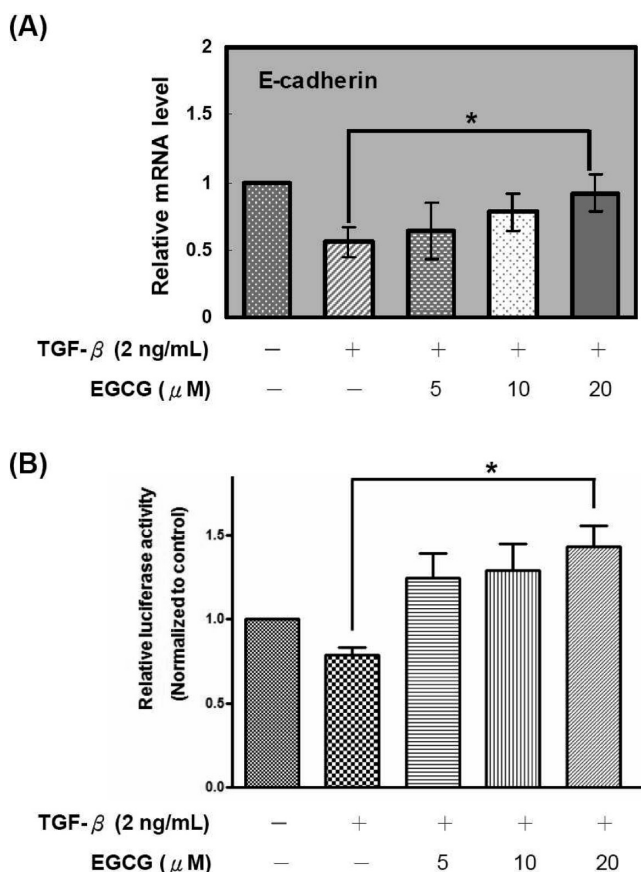 (A)
Relative mRNA level
2
1.5
1
0.5
0
E-cadherin
*
TGF-β (2 ng/mL) − + + + +
EGCG (μM) − − 5 10 20
(B)
Relative luciferase activity
(Normalized to control)
1.5
1.0
0.5
0.0
*
TGF-β (2 ng/mL) − + + + +
EGCG (μM) − − 5 10 20